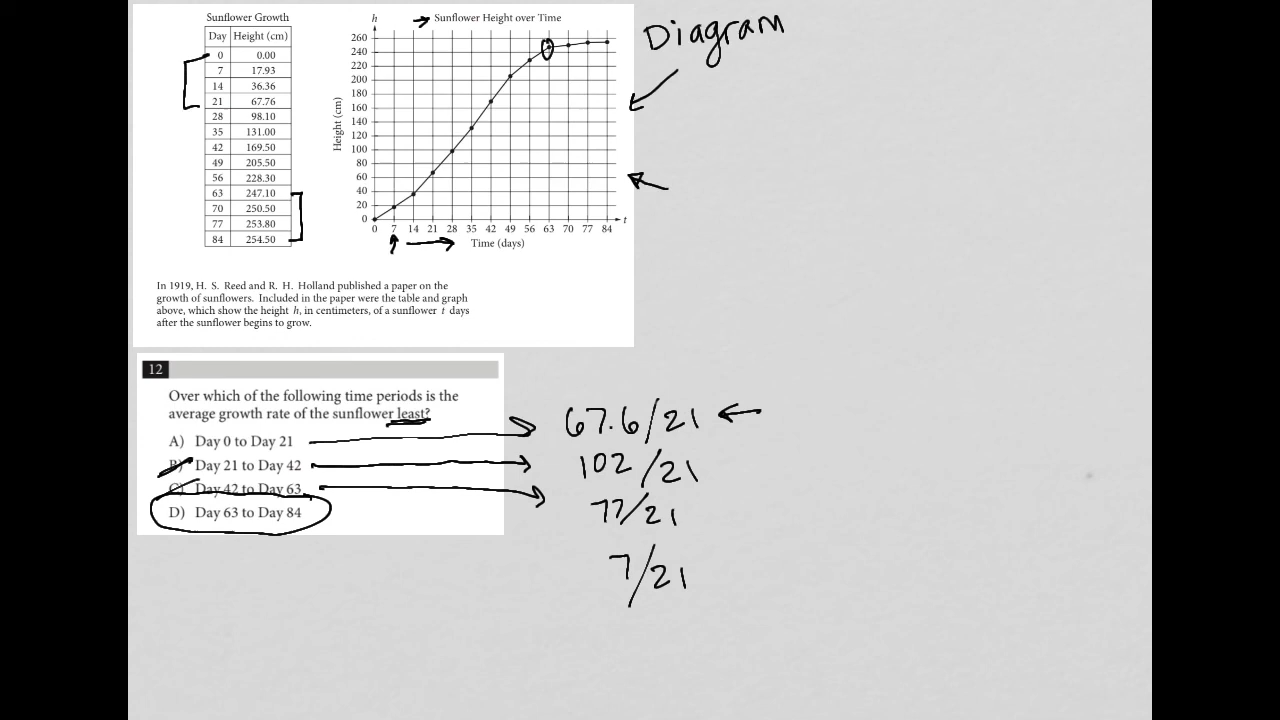 Sunflower Growth
Day Height (cm)
0 0.00
7 17.93
14 36.36
21 67.76
28 98.10
35 131.00
42 169.50
49 205.50
56 228.30
63 247.10
70 250.50
77 253.80
84 254.50
h Sunflower Height over Time
260
240
220
200
180
160
140
120
100
80
60
40
20
0
Height (cm)
0 7 14 21 28 35 42 49 56 63 70 77 84 t
Time (days)
Diagram
In 1919, H. S. Reed and R. H. Holland published a paper on the
growth of sunflowers. Included in the paper were the table and graph
above, which show the height h, in centimeters, of a sunflower t days
after the sunflower begins to grow.
12
Over which of the following time periods is the
average growth rate of the sunflower least?
A) Day 0 to Day 21
B) Day 21 to Day 42
C) Day 42 to Day 63
D) Day 63 to Day 84
67.6/21
102/21
77/21
7/21